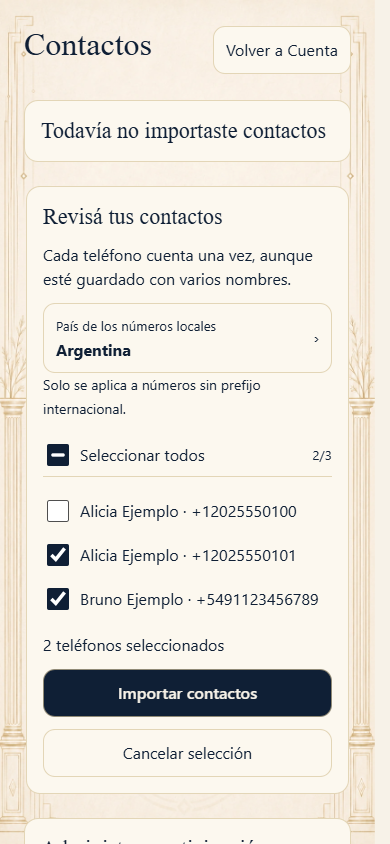 Contactos
Volver a Cuenta
Todavía no importaste contactos
Revisá tus contactos
Cada teléfono cuenta una vez, aunque
esté guardado con varios nombres.
País de los números locales
Argentina
Solo se aplica a números sin prefijo
internacional.
Seleccionar todos 2/3
Alicia Ejemplo · +12025550100
Alicia Ejemplo · +12025550101
Bruno Ejemplo · +5491123456789
2 teléfonos seleccionados
Importar contactos
Cancelar selección